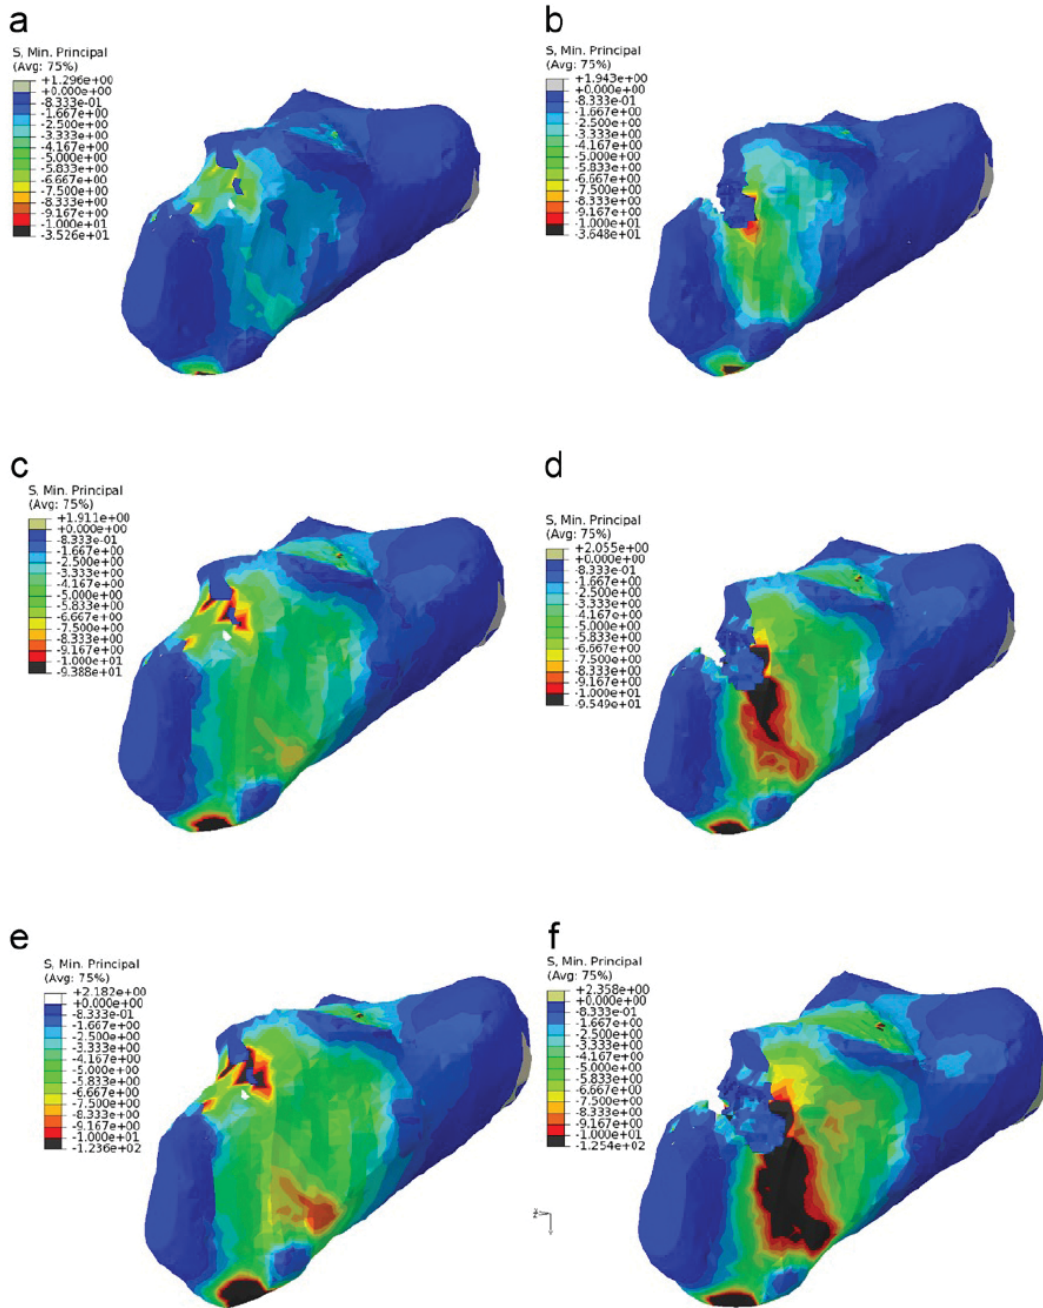 a
S, Min. Principal
(Avg: 75%)
+1.296e+00
+0.000e+00
-8.333e-01
-1.667e+00
-2.500e+00
-3.333e+00
-4.167e+00
-5.000e+00
-5.833e+00
-6.667e+00
-7.500e+00
-8.333e+00
-9.167e+00
-1.000e+01
-3.526e+01
b
S, Min. Principal
(Avg: 75%)
+1.943e+00
+0.000e+00
-8.333e-01
-1.667e+00
-2.500e+00
-3.333e+00
-4.167e+00
-5.000e+00
-5.833e+00
-6.667e+00
-7.500e+00
-8.333e+00
-9.167e+00
-1.000e+01
-3.648e+01
c
S, Min. Principal
(Avg: 75%)
+1.911e+00
+0.000e+00
-8.333e-01
-1.667e+00
-2.500e+00
-3.333e+00
-4.167e+00
-5.000e+00
-5.833e+00
-6.667e+00
-7.500e+00
-8.333e+00
-9.167e+00
-1.000e+01
-9.388e+01
d
S, Min. Principal
(Avg: 75%)
+2.055e+00
+0.000e+00
-8.333e-01
-1.667e+00
-2.500e+00
-3.333e+00
-4.167e+00
-5.000e+00
-5.833e+00
-6.667e+00
-7.500e+00
-8.333e+00
-9.167e+00
-1.000e+01
-9.549e+01
e
S, Min. Principal
(Avg: 75%)
+2.182e+00
+0.000e+00
-8.333e-01
-1.667e+00
-2.500e+00
-3.333e+00
-4.167e+00
-5.000e+00
-5.833e+00
-6.667e+00
-7.500e+00
-8.333e+00
-9.167e+00
-1.000e+01
-1.236e+02
f
S, Min. Principal
(Avg: 75%)
+2.358e+00
+0.000e+00
-8.333e-01
-1.667e+00
-2.500e+00
-3.333e+00
-4.167e+00
-5.000e+00
-5.833e+00
-6.667e+00
-7.500e+00
-8.333e+00
-9.167e+00
-1.000e+01
-1.254e+02